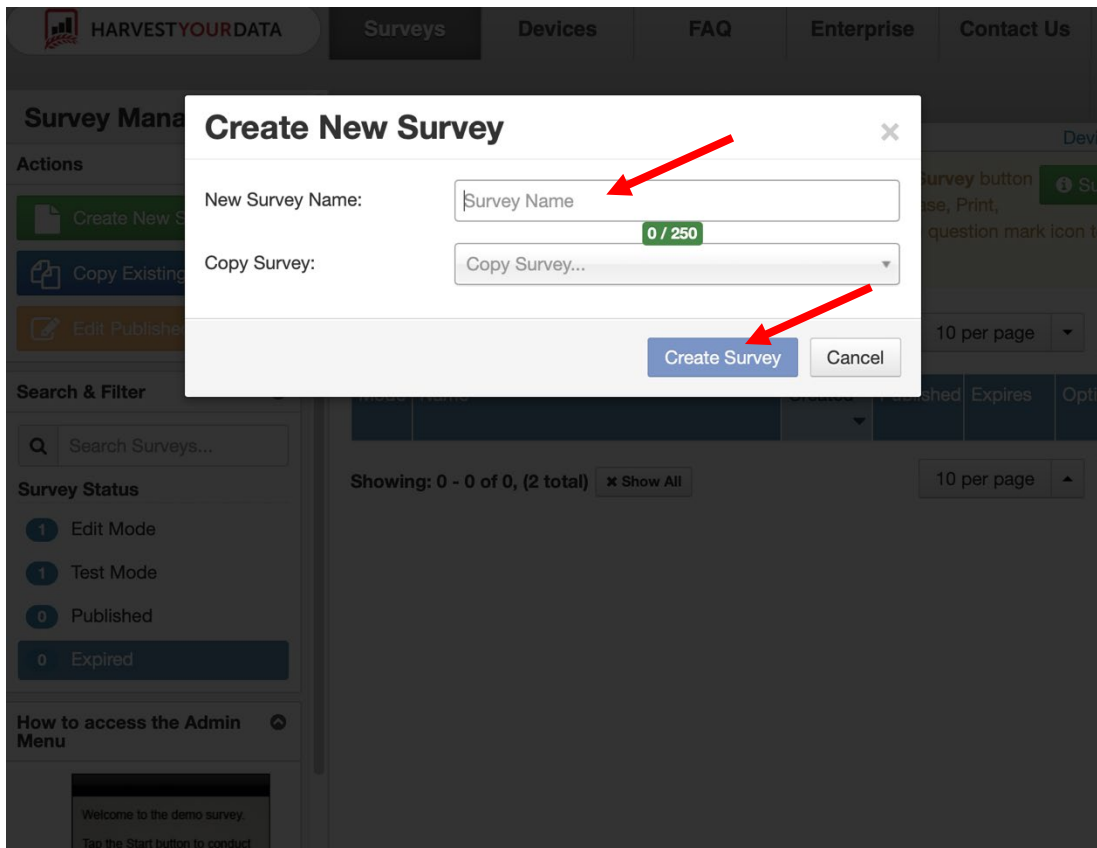 HARVESTYOURDATA
Surveys
Devices
FAQ
Enterprise
Contact Us
Survey Mana
Create New Survey
×
Actions
New Survey Name:
Survey Name
0 / 250
Copy Survey:
Copy Survey...
Create Survey
Cancel
Create New S
Copy Existing
Edit Publishe
Deva
Survey button
Su
ase, Print,
question mark icon t
10 per page
Search & Filter
Mode
Name
Created
Published
Expires
Opti
Search Surveys...
Showing: 0 - 0 of 0, (2 total)
× Show All
10 per page
Survey Status
1 Edit Mode
1 Test Mode
0 Published
0 Expired
How to access the Admin
Menu
Welcome to the demo survey.
Tap the Start button to conduct